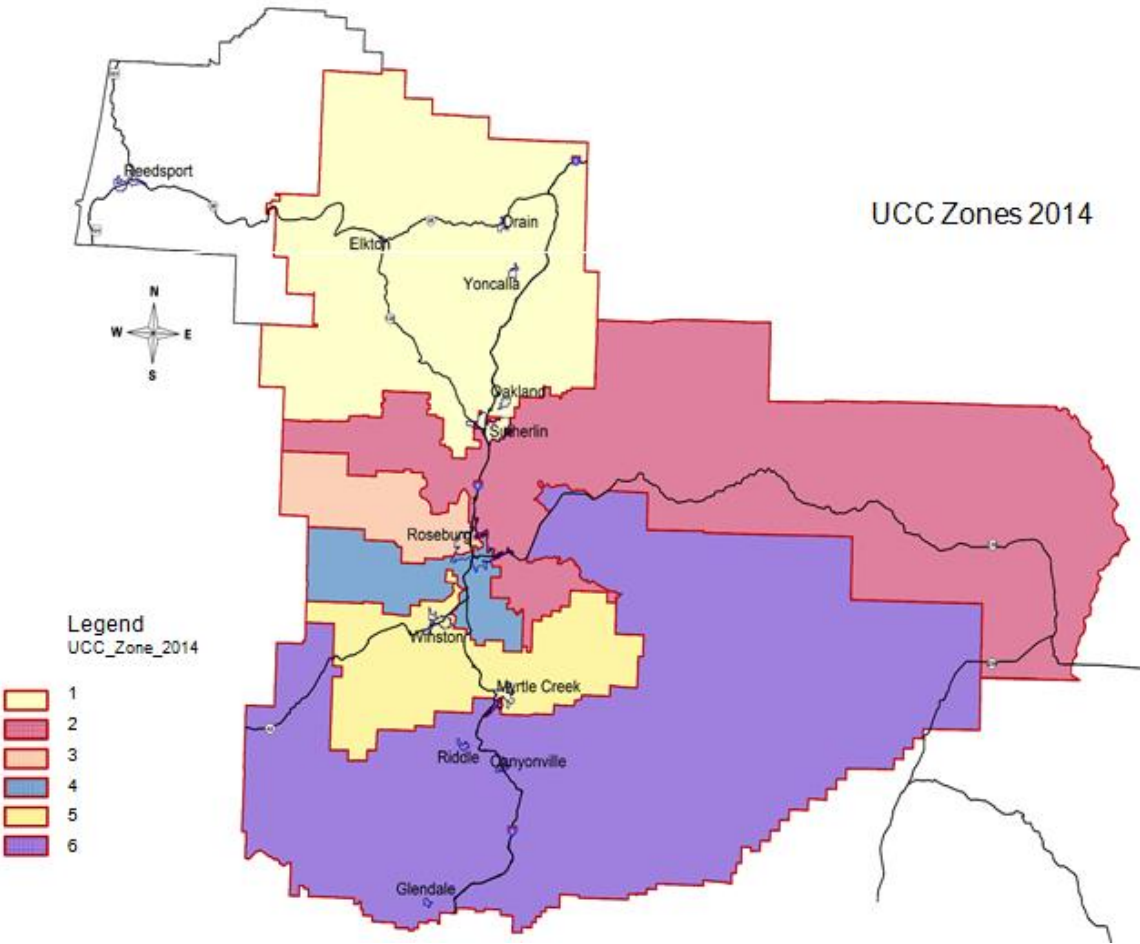 Reedsport
UCC Zones 2014
Drain
Elkton
Yoncalla
N
W
E
S
Oakland
Sutherlin
Roseburg
Legend
UCC_Zone_2014
Winston
1
Myrtle Creek
2
3
Riddle
Canyonville
4
5
6
Glendale